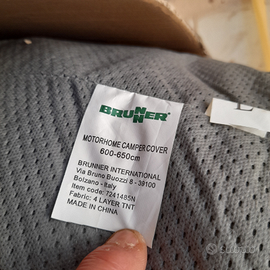 BRUNNER
MOTORHOME CAMPER COVER
600-650cm
BRUNNER INTERNATIONAL
Via Bruno Buozzi 8 - 39100
Bolzano - Italy
Item code: 7241485N
Fabric: 4 LAYER TNT
MADE IN CHINA